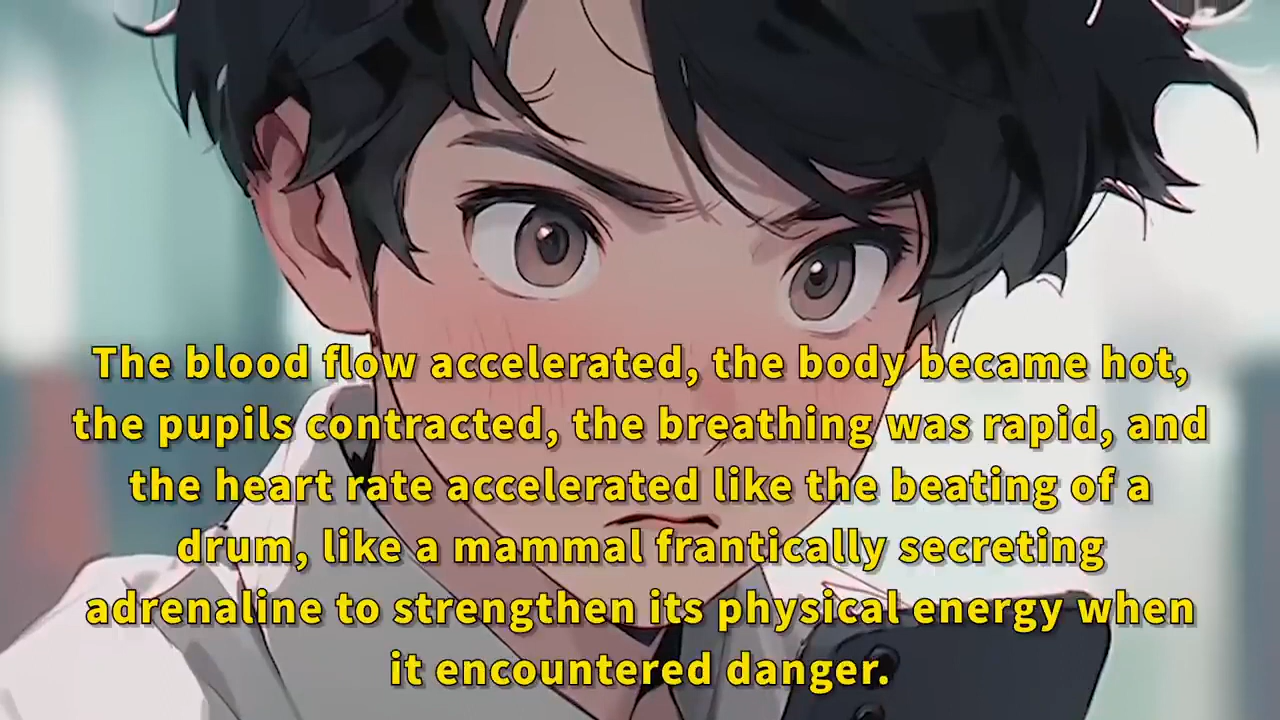 The blood flow accelerated, the body became hot,
the pupils contracted, the breathing was rapid, and
the heart rate accelerated like the beating of a
drum, like a mammal frantically secreting
adrenaline to strengthen its physical energy when
it encountered danger.